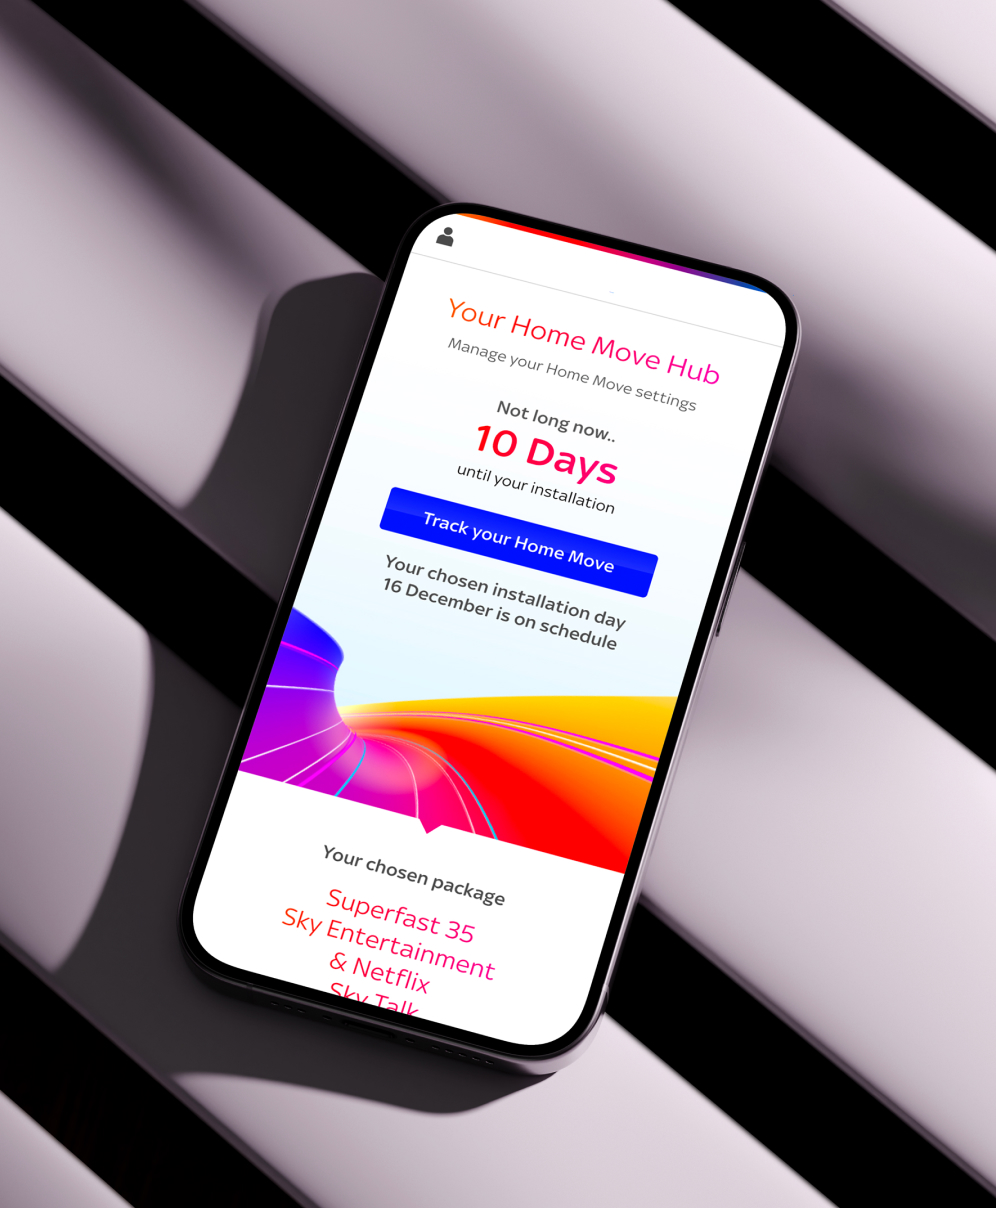 Your Home Move Hub
Manage your Home Move settings
Not long now..
10 Days
until your installation
Track your Home Move
Your chosen installation day
16 December is on schedule
Your chosen package
Superfast 35
Sky Entertainment
& Netflix
Sky Talk